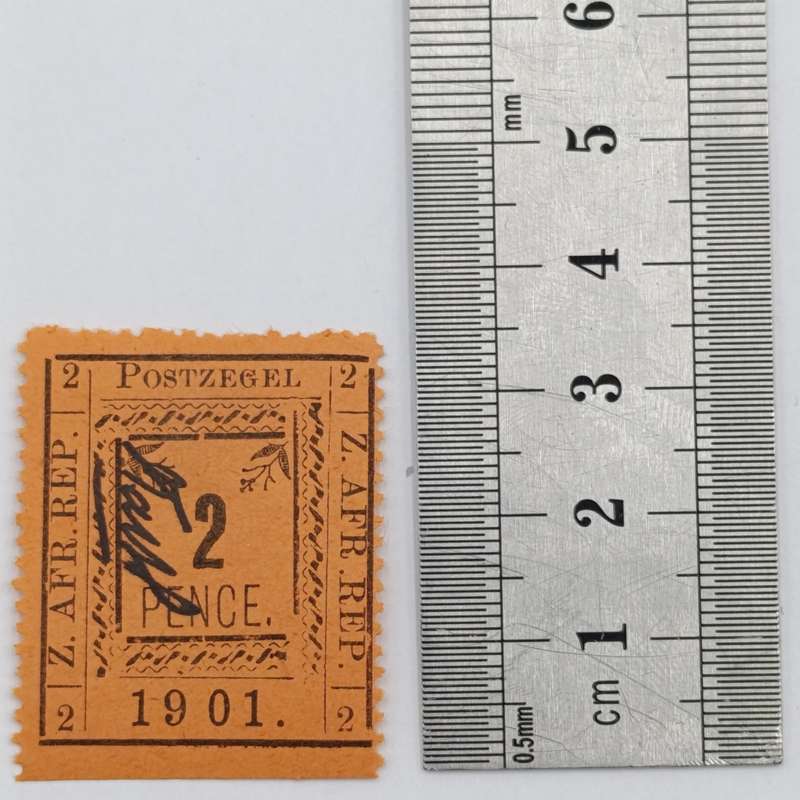 2 POSTZEGEL 2
Z. AFR. REP.
Z. AFR. REP.
2
PENCE.
2 1901. 2
6
mm
5
4
3
2
1
cm
0.5mm